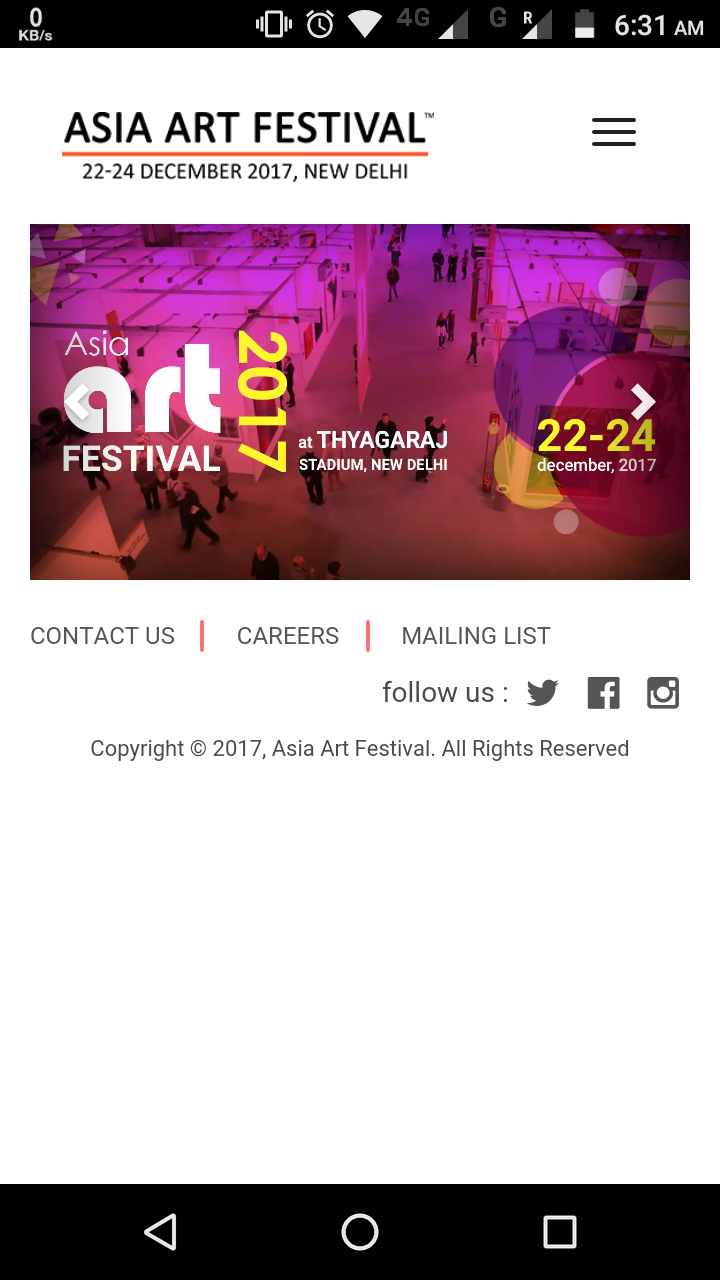 0
KB/s
4G
G
R
6:31 AM
ASIA ART FESTIVAL™
22-24 DECEMBER 2017, NEW DELHI
Asia
art
FESTIVAL
2017
at THYAGARAJ
STADIUM, NEW DELHI
22-24
december, 2017
CONTACT US
CAREERS
MAILING LIST
follow us :
Copyright © 2017, Asia Art Festival. All Rights Reserved